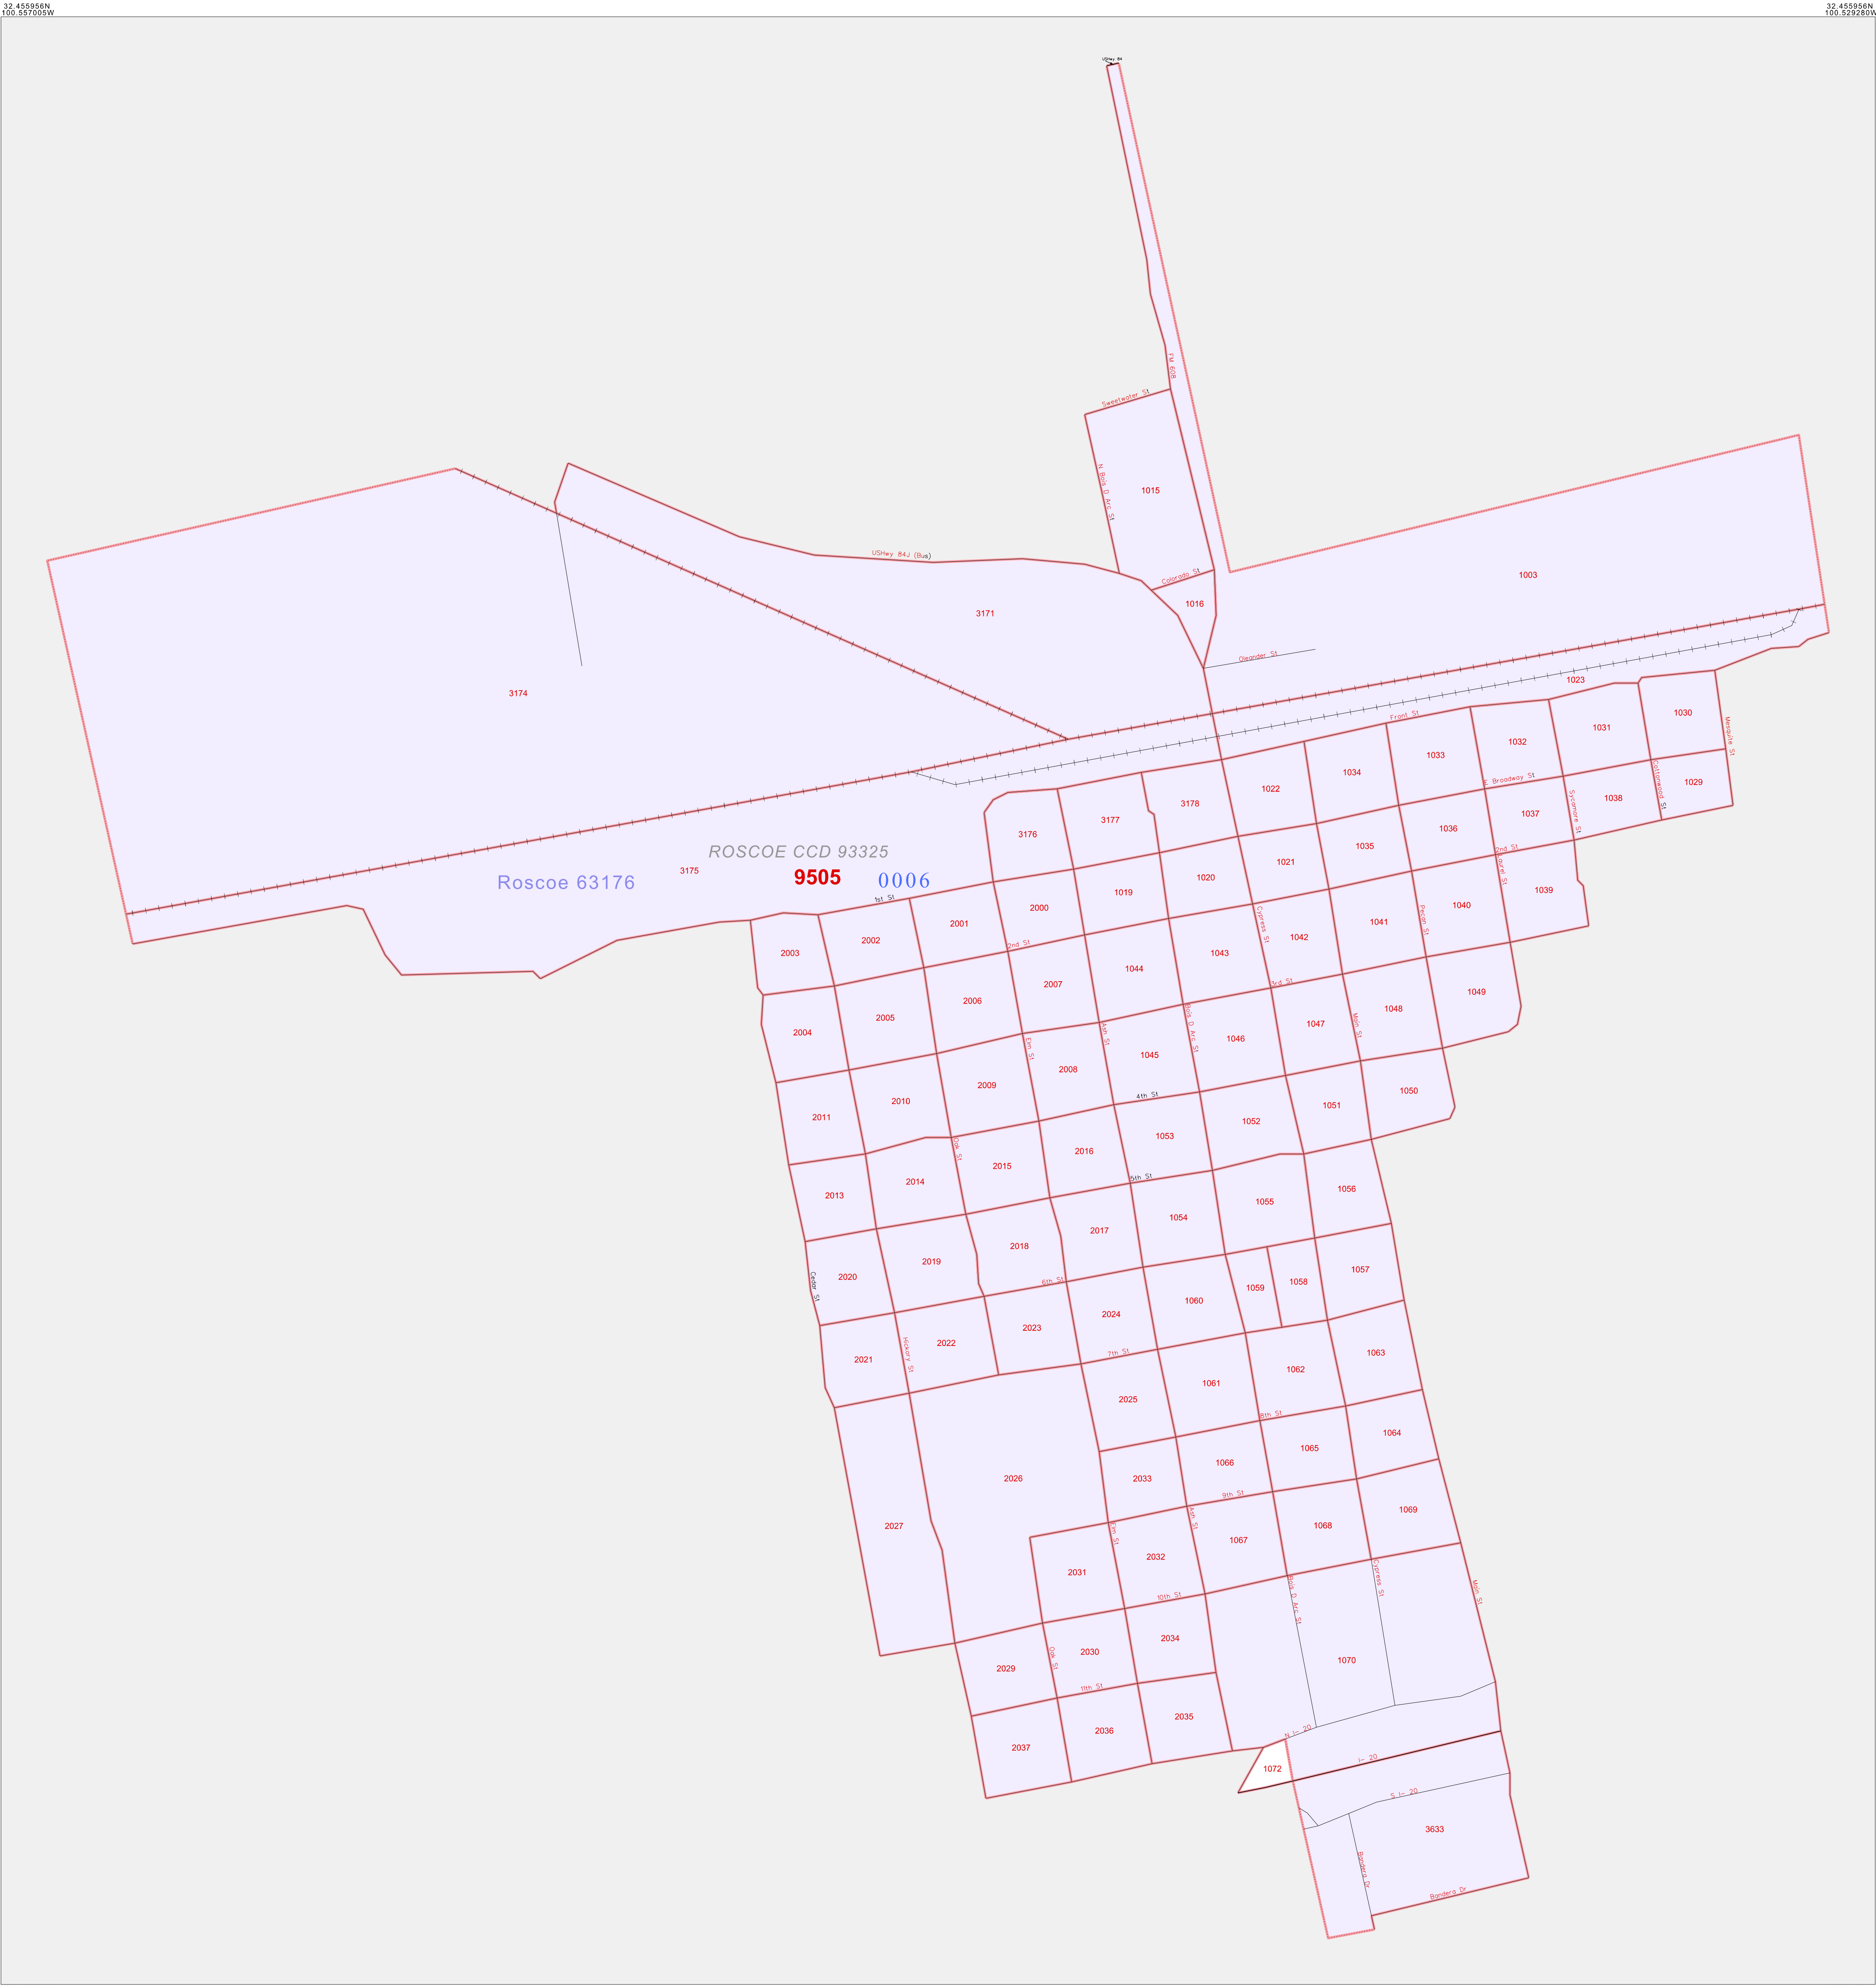 32.455956N
100.557005W
32.455956N
100.529280W
USHwy 84
FM 608
Sweetwater St
N Bois D Arc St
1015
USHwy 84J (Bus)
Colorado St
1003
1016
3171
Oleander St
3174
1023
Front St
1030
1031
Mesquite St
1032
1033
1034
E Broadway St
Cottonwood St
1029
1022
3178
1038
Sycamore St
1037
3177
1036
3176
1035
2nd St
ROSCOE CCD 93325
1021
Laurel St
3175
9505
0006
Roscoe 63176
1020
1039
1019
1st St
1040
2000
Pecan St
1041
2001
Cypress St
1042
2002
2nd St
1043
2003
1044
2007
3rd St
1049
2006
1048
2005
Bois D Arc St
1047
Main St
2004
1046
Ash St
Elm St
1045
2008
2009
1050
4th St
2010
1051
2011
1052
1053
Oak St
2016
2015
5th St
2014
1056
2013
1055
1054
2017
2018
2019
1057
2020
Cedar St
6th St
1058
1059
1060
2024
2023
2022
7th St
Hickory St
1063
2021
1062
1061
2025
8th St
1064
1065
1066
2026
2033
9th St
1069
Ash St
2027
1068
Elm St
1067
2032
2031
Cypress St
Main St
10th St
Bois D Arc St
2034
2030
Oak St
1070
2029
11th St
2035
2036
N I- 20
2037
I- 20
1072
S I- 20
3633
Bandera Dr
Bandera Dr